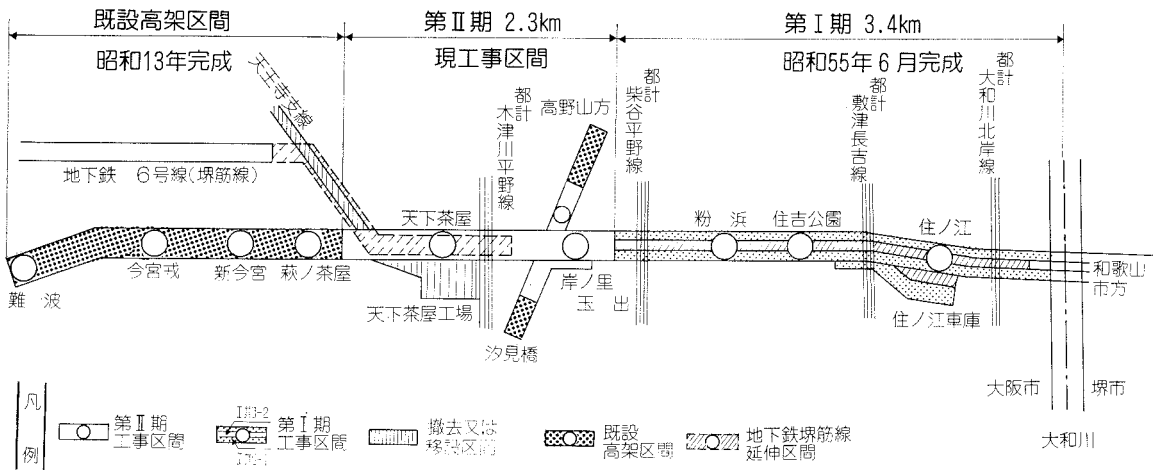 既設高架区間
第Ⅱ期 2.3km
第Ⅰ期 3.4km
昭和13年完成
現工事区間
昭和55年6月完成
天王寺支線
都計
木津川平野線
高野山方
都計
柴谷平野線
都計
敷津長吉線
都計
大和川北岸線
地下鉄 6号線(堺筋線)
天下茶屋
粉浜
住吉公園
住ノ江
今宮戎
新今宮
萩ノ茶屋
岸ノ里
玉出
和歌山
市方
難波
天下茶屋工場
住ノ江車庫
汐見橋
大阪市
堺市
大和川
凡例
第Ⅱ期
工事区間
第Ⅰ期
工事区間
撤去又は
移設区間
既設
高架区間
地下鉄堺筋線
延伸区間